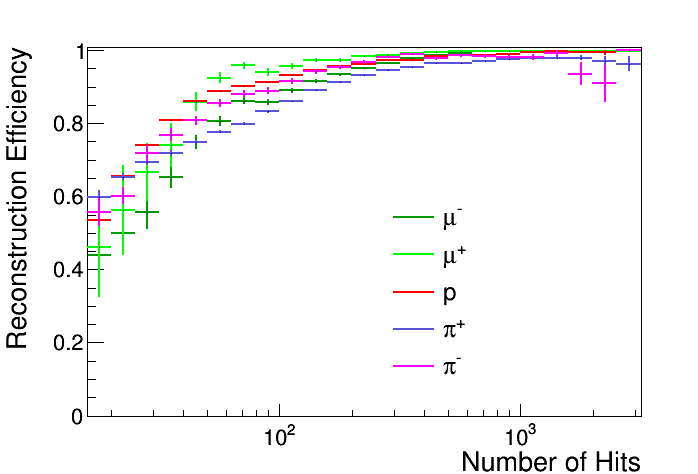 Reconstruction Efficiency
1
0.8
0.6
0.4
0.2
0
μ⁻
μ⁺
p
π⁺
π⁻
10²
10³
Number of Hits